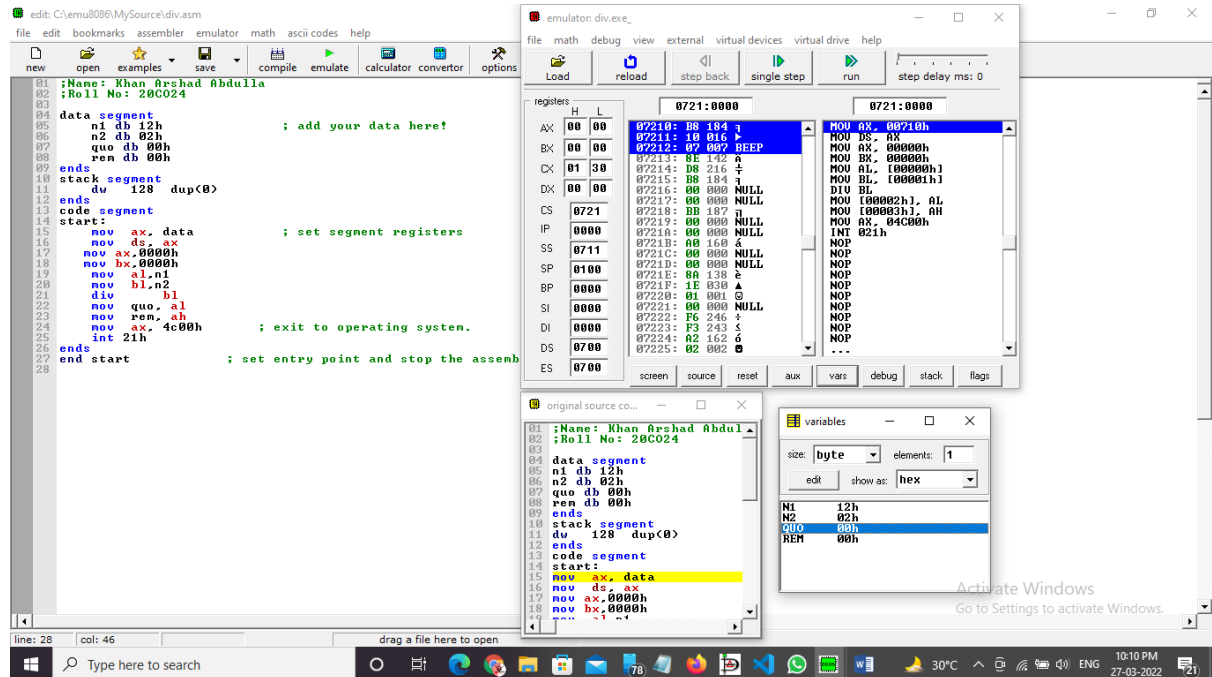 edit: C:\emu8086\MySource\div.asm
file edit bookmarks assembler emulator math ascii codes help
new open examples save compile emulate calculator convertor options
01 ;Name: Khan Arshad Abdulla
02 ;Roll No: 20CO24
03
04 data segment
05 n1 db 12h ; add your data here!
06 n2 db 02h
07 quo db 00h
08 rem db 00h
09 ends
10 stack segment
11 dw 128 dup(0)
12 ends
13 code segment
14 start:
15 mov ax, data ; set segment registers
16 mov ds, ax
17 mov ax,0000h
18 mov bx,0000h
19 mov al,n1
20 mov bl,n2
21 div bl
22 mov quo, al
23 mov rem, ah
24 mov ax, 4c00h ; exit to operating system.
25 int 21h
26 ends
27 end start ; set entry point and stop the assemb
28
line: 28 col: 46 drag a file here to open
emulator: div.exe_
file math debug view external virtual devices virtual drive help
Load reload step back single step run step delay ms: 0
registers
H L
0721:0000 0721:0000
AX 00 00
BX 00 00
CX 01 30
DX 00 00
CS 0721
IP 0000
SS 0711
SP 0100
BP 0000
SI 0000
DI 0000
DS 0700
ES 0700
07210: B8 184 ╕
07211: 10 016 ►
07212: 07 007 BEEP
07213: 8E 142 Ä
07214: D8 216 ╪
07215: B8 184 ╕
07216: 00 000 NULL
07217: 00 000 NULL
07218: BB 187 ╗
07219: 00 000 NULL
0721A: 00 000 NULL
0721B: A0 160 á
0721C: 00 000 NULL
0721D: 00 000 NULL
0721E: 8A 138 è
0721F: 1E 030 ▲
07220: 01 001 ☺
07221: 00 000 NULL
07222: F6 246 ÷
07223: F3 243 ≤
07224: A2 162 ó
07225: 02 002 ☻
MOV AX, 00710h
MOV DS, AX
MOV AX, 00000h
MOV BX, 00000h
MOV AL, [00000h]
MOV BL, [00001h]
DIV BL
MOV [00002h], AL
MOV [00003h], AH
MOV AX, 04C00h
INT 021h
NOP
NOP
NOP
NOP
NOP
NOP
NOP
NOP
NOP
NOP
...
screen source reset aux vars debug stack flags
original source co...
01 ;Name: Khan Arshad Abdul
02 ;Roll No: 20CO24
03
04 data segment
05 n1 db 12h
06 n2 db 02h
07 quo db 00h
08 rem db 00h
09 ends
10 stack segment
11 dw 128 dup(0)
12 ends
13 code segment
14 start:
15 mov ax, data
16 mov ds, ax
17 mov ax,0000h
18 mov bx,0000h
19 mov al,n1
variables
size: byte elements: 1
edit show as: hex
N1 12h
N2 02h
QUO 00h
REM 00h
Activate Windows
Go to Settings to activate Windows.
Type here to search
78
30°C ENG
10:10 PM
27-03-2022
21